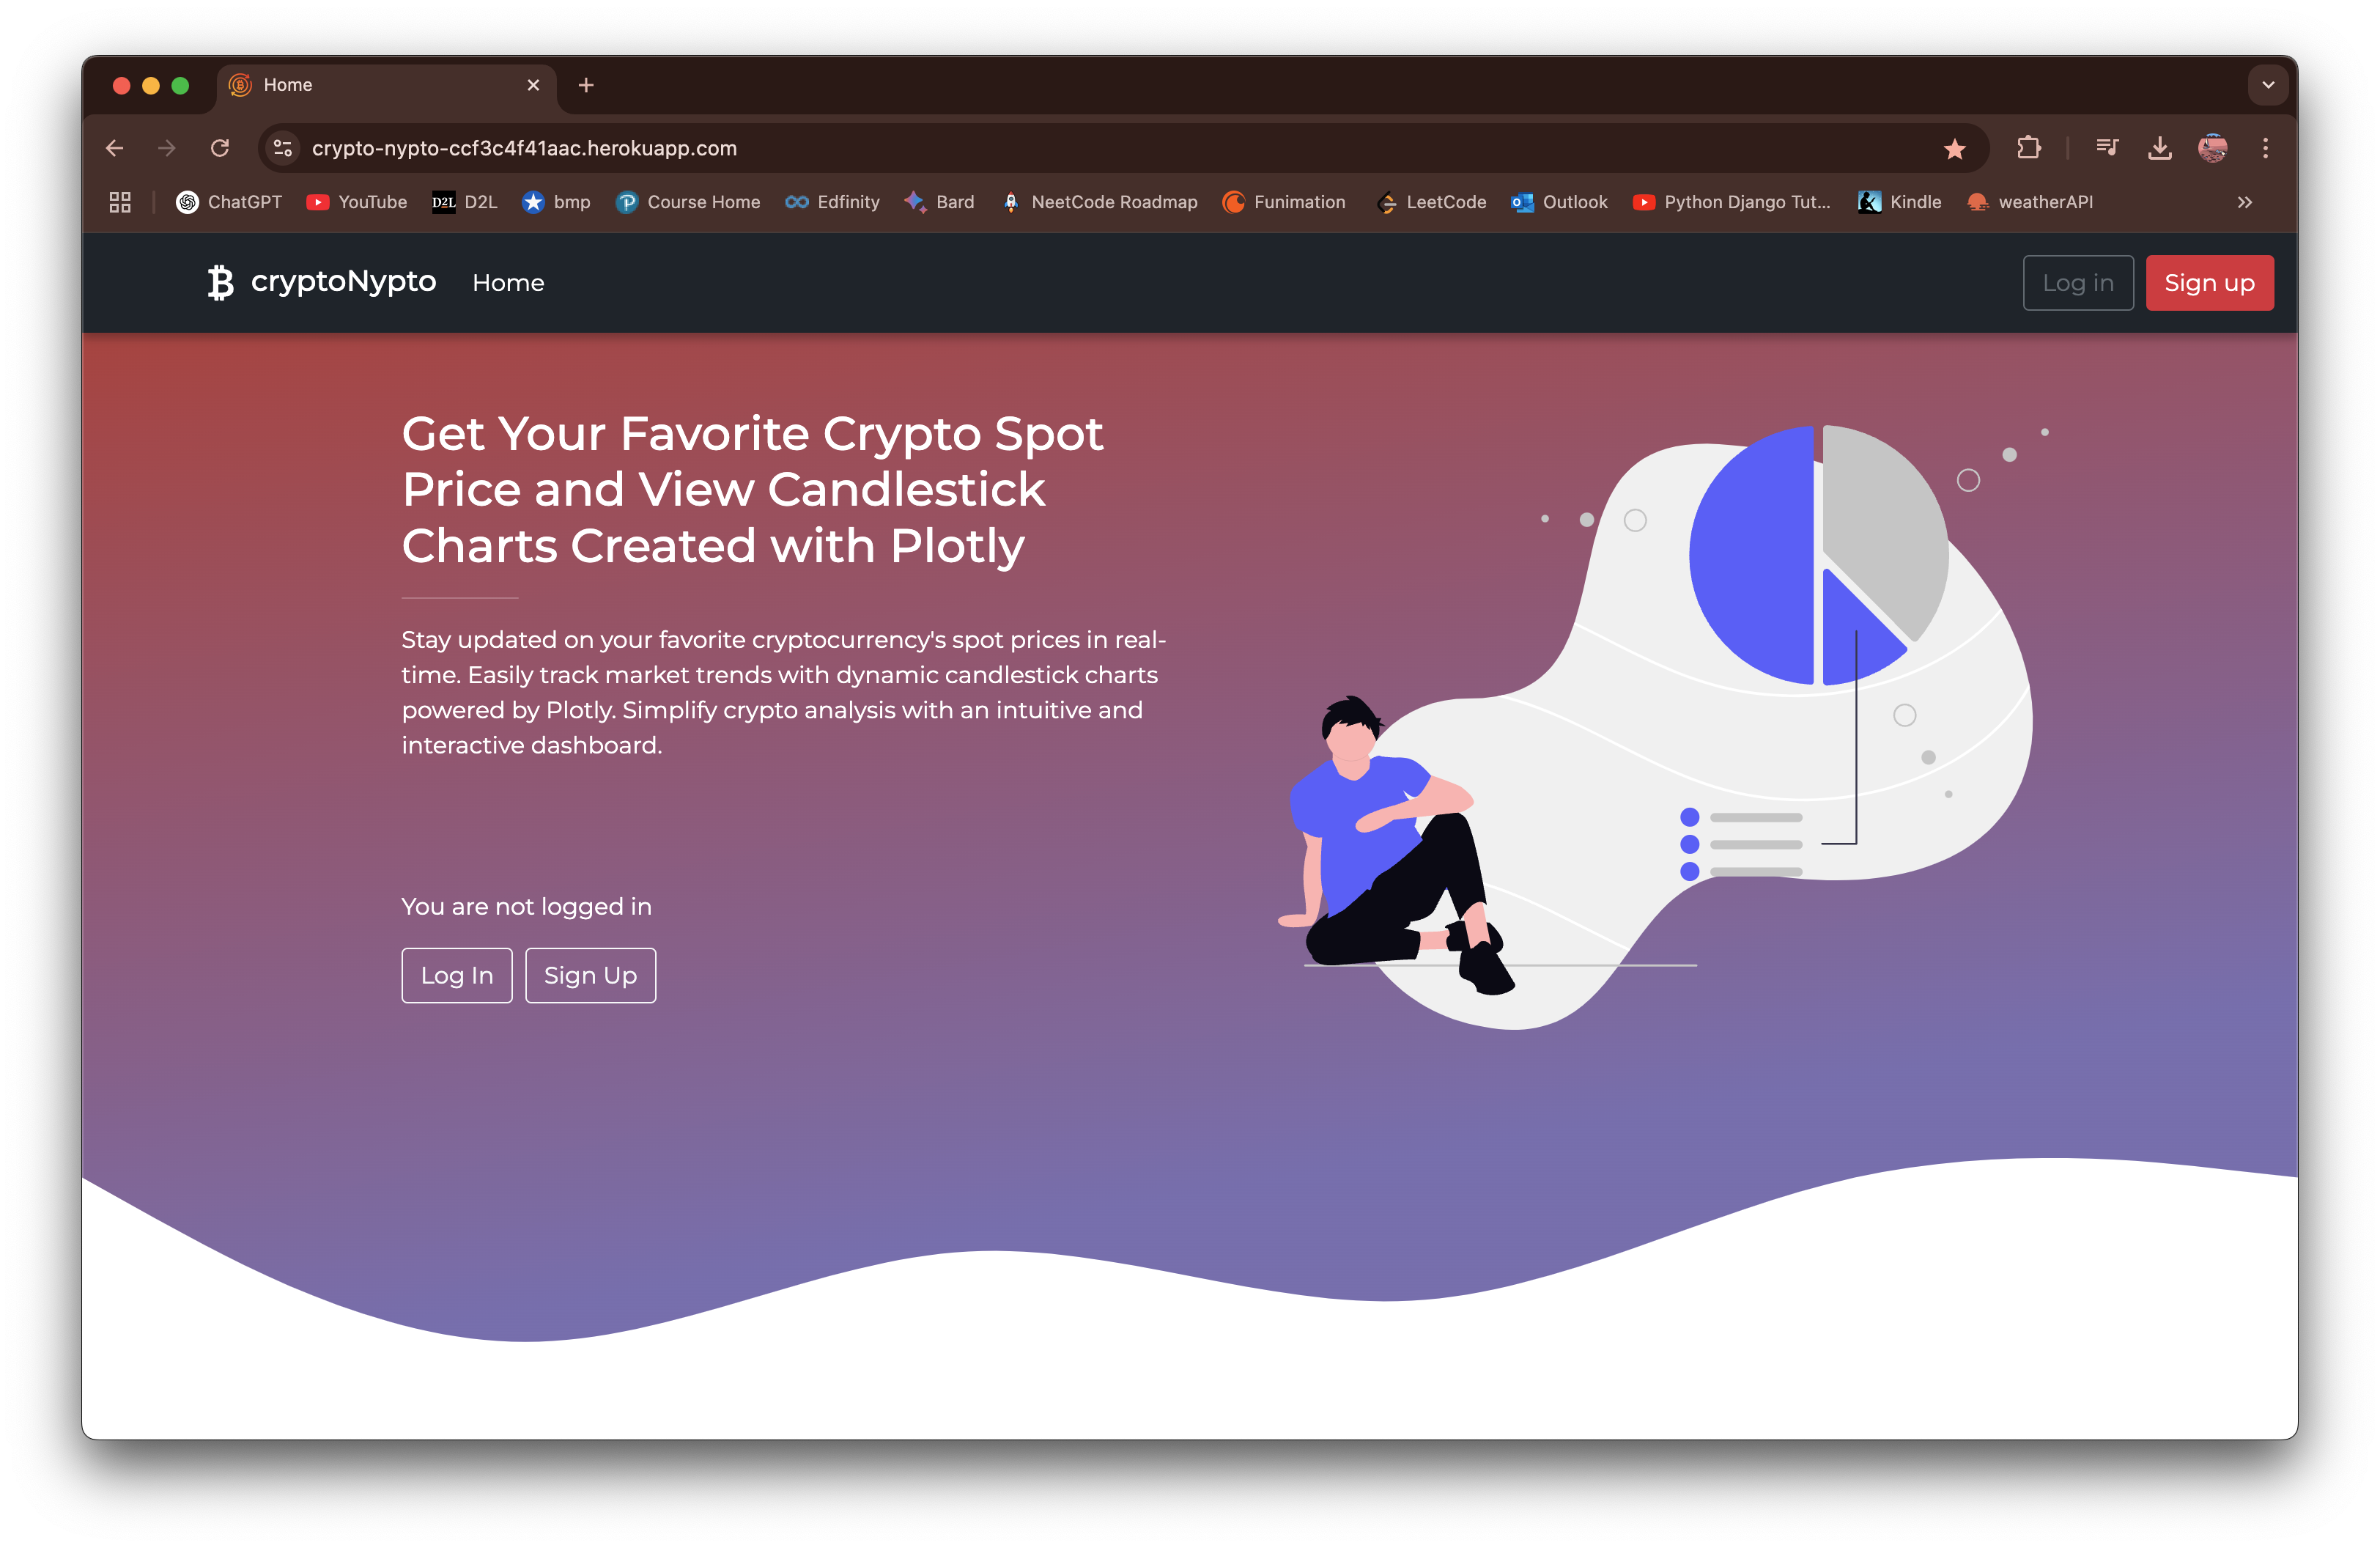 Home
crypto-nypto-ccf3c4f41aac.herokuapp.com
ChatGPT YouTube D2L D2L bmp Course Home Edfinity Bard NeetCode Roadmap Funimation LeetCode Outlook Python Django Tut... Kindle weatherAPI
cryptoNypto Home Log in Sign up
Get Your Favorite Crypto Spot
Price and View Candlestick
Charts Created with Plotly
Stay updated on your favorite cryptocurrency's spot prices in real-
time. Easily track market trends with dynamic candlestick charts
powered by Plotly. Simplify crypto analysis with an intuitive and
interactive dashboard.
You are not logged in
Log In Sign Up